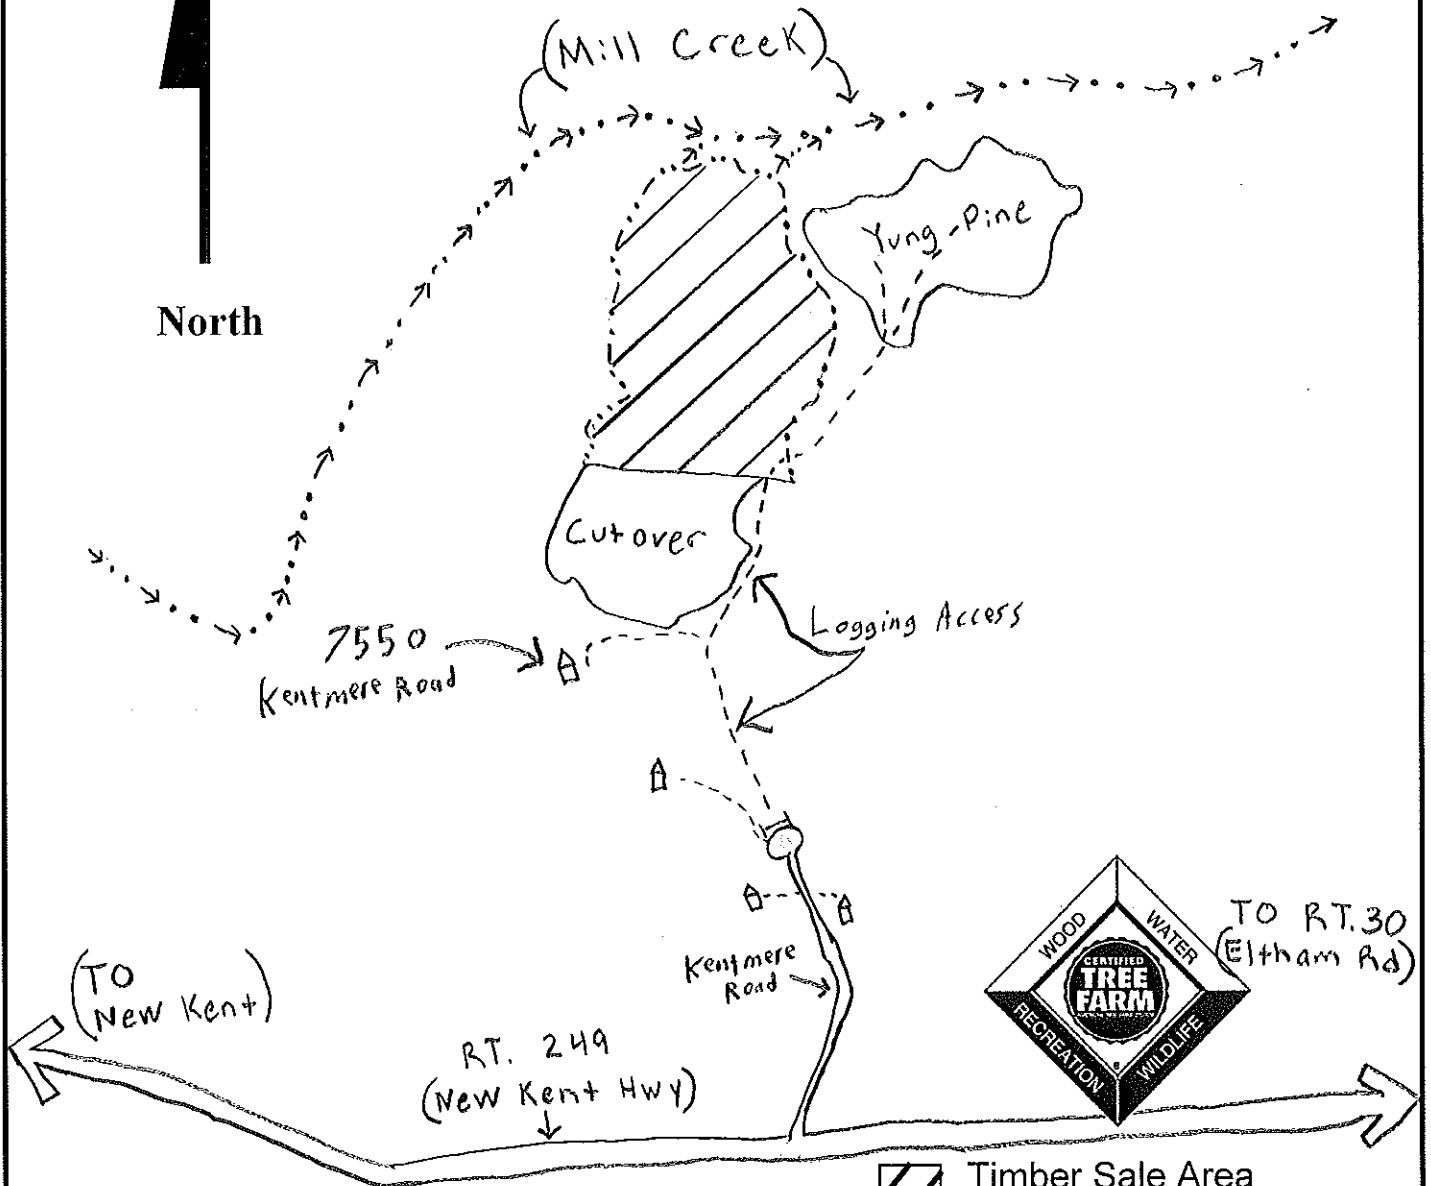 (Mill Creek)
North
Yung-Pine
Cutover
Logging Access
7550
Kentmere Road
Kentmere
Road
WOOD
WATER
CERTIFIED
TREE
FARM
RECREATION
WILDLIFE
TO RT.30
(Eltham Rd)
(TO
New Kent)
RT. 249
(New Kent Hwy)
Timber Sale Area